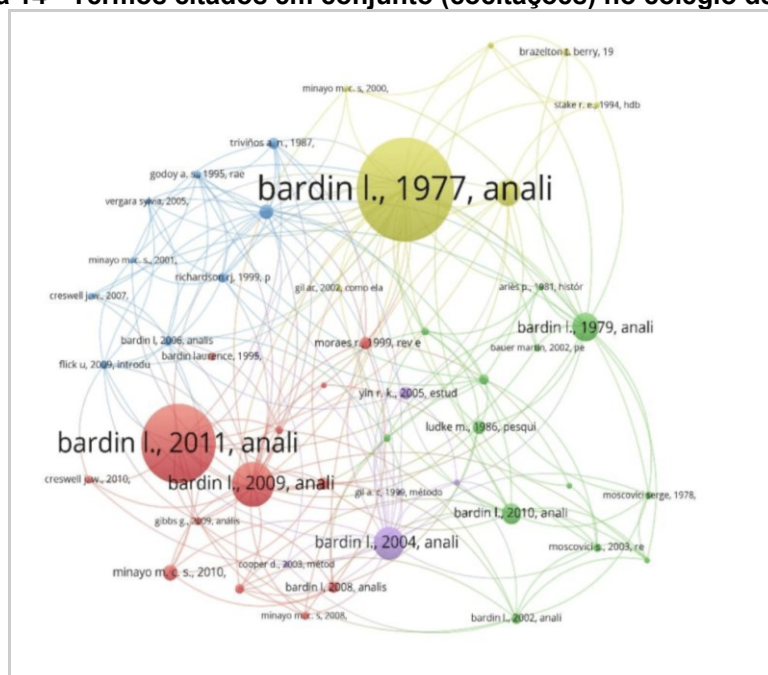 a 14 - Termos citados em conjunto (cocitações) no colégio de
brazelton t. berry, 19
minayo m. c. s, 2000,
stake r. e., 1994, hdb
triviños a. n., 1987,
godoy a. s., 1995, rae
bardin l., 1977, anali
vergara sylvia, 2005,
minayo m.c. s., 2001,
richardson rj, 1999, p
gil ac, 2002, como ela
ariès p., 1981, histór
creswell j.w., 2007,
bardin l., 1979, anali
bardin l, 2006, analis
moraes r., 1999, rev e
bauer martin, 2002, pe
bardin laurence, 1995,
flick u, 2009, introdu
yin r. k., 2005, estud
ludke m., 1986, pesqui
bardin l., 2011, anali
creswell j.w., 2010,
bardin l., 2009, anali
gil a. c, 1999, método
moscovici serge, 1978,
bardin l., 2010, anali
gibbs g., 2009, anális
bardin l., 2004, anali
moscovici s., 2003, re
cooper d., 2003, métod
minayo m. c. s., 2010,
bardin l, 2008, analis
minayo m. c. s, 2008,
bardin l., 2002, anali